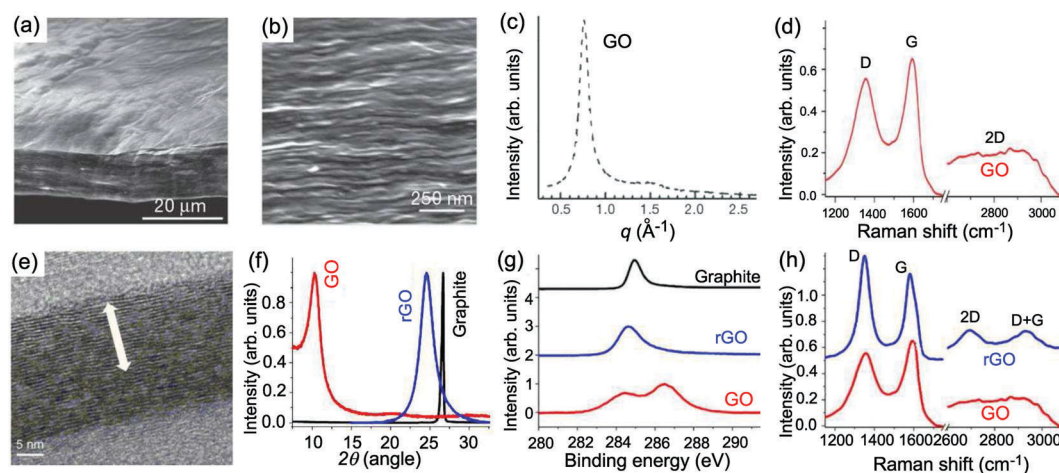 (a)
20 μm
(b)
250 nm
(c)
GO
Intensity (arb. units)
0.5 1.0 1.5 2.0 2.5
q (Å-1)
(d)
D
G
2D
GO
Intensity (arb. units)
0.6
0.4
0.2
0.0
1200 1400 1600 2800 3000
Raman shift (cm-1)
(e)
5 nm
(f)
GO
rGO
Graphite
Intensity (arb. units)
0.8
0.6
0.4
0.2
0.0
10 15 20 25 30
2θ (angle)
(g)
Graphite
rGO
GO
Intensity (arb. units)
4
2
0
280 282 284 286 288 290
Binding energy (eV)
(h)
D
G
2D
D+G
rGO
GO
Intensity (arb. units)
1.2
1.0
0.8
0.6
0.4
0.2
0.0
1200 1400 1600 2600 2800 3000
Raman shift (cm-1)